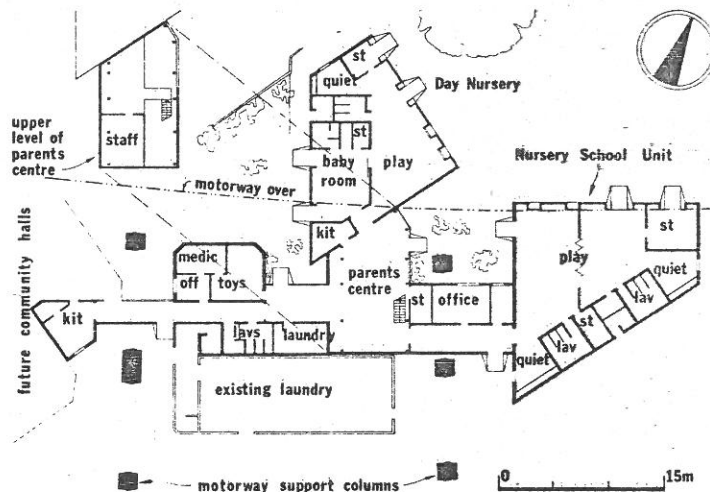 st
quiet
Day Nursery
upper
level of
parents
centre
staff
st
baby
room
play
Nursery School Unit
motorway over
st
kit
play
medic
off
toys
parents
centre
quiet
future community halls
kit
st
office
lav
st
lavs
laundry
quiet
lav
existing laundry
motorway support columns
0
15m